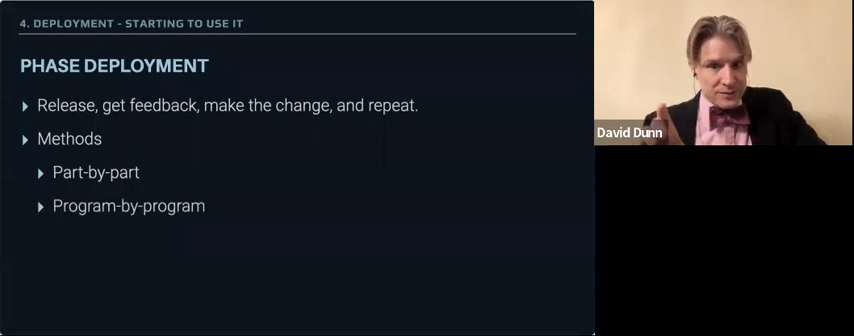 4. DEPLOYMENT - STARTING TO USE IT
PHASE DEPLOYMENT
Release, get feedback, make the change, and repeat.
Methods
Part-by-part
Program-by-program
David Dunn